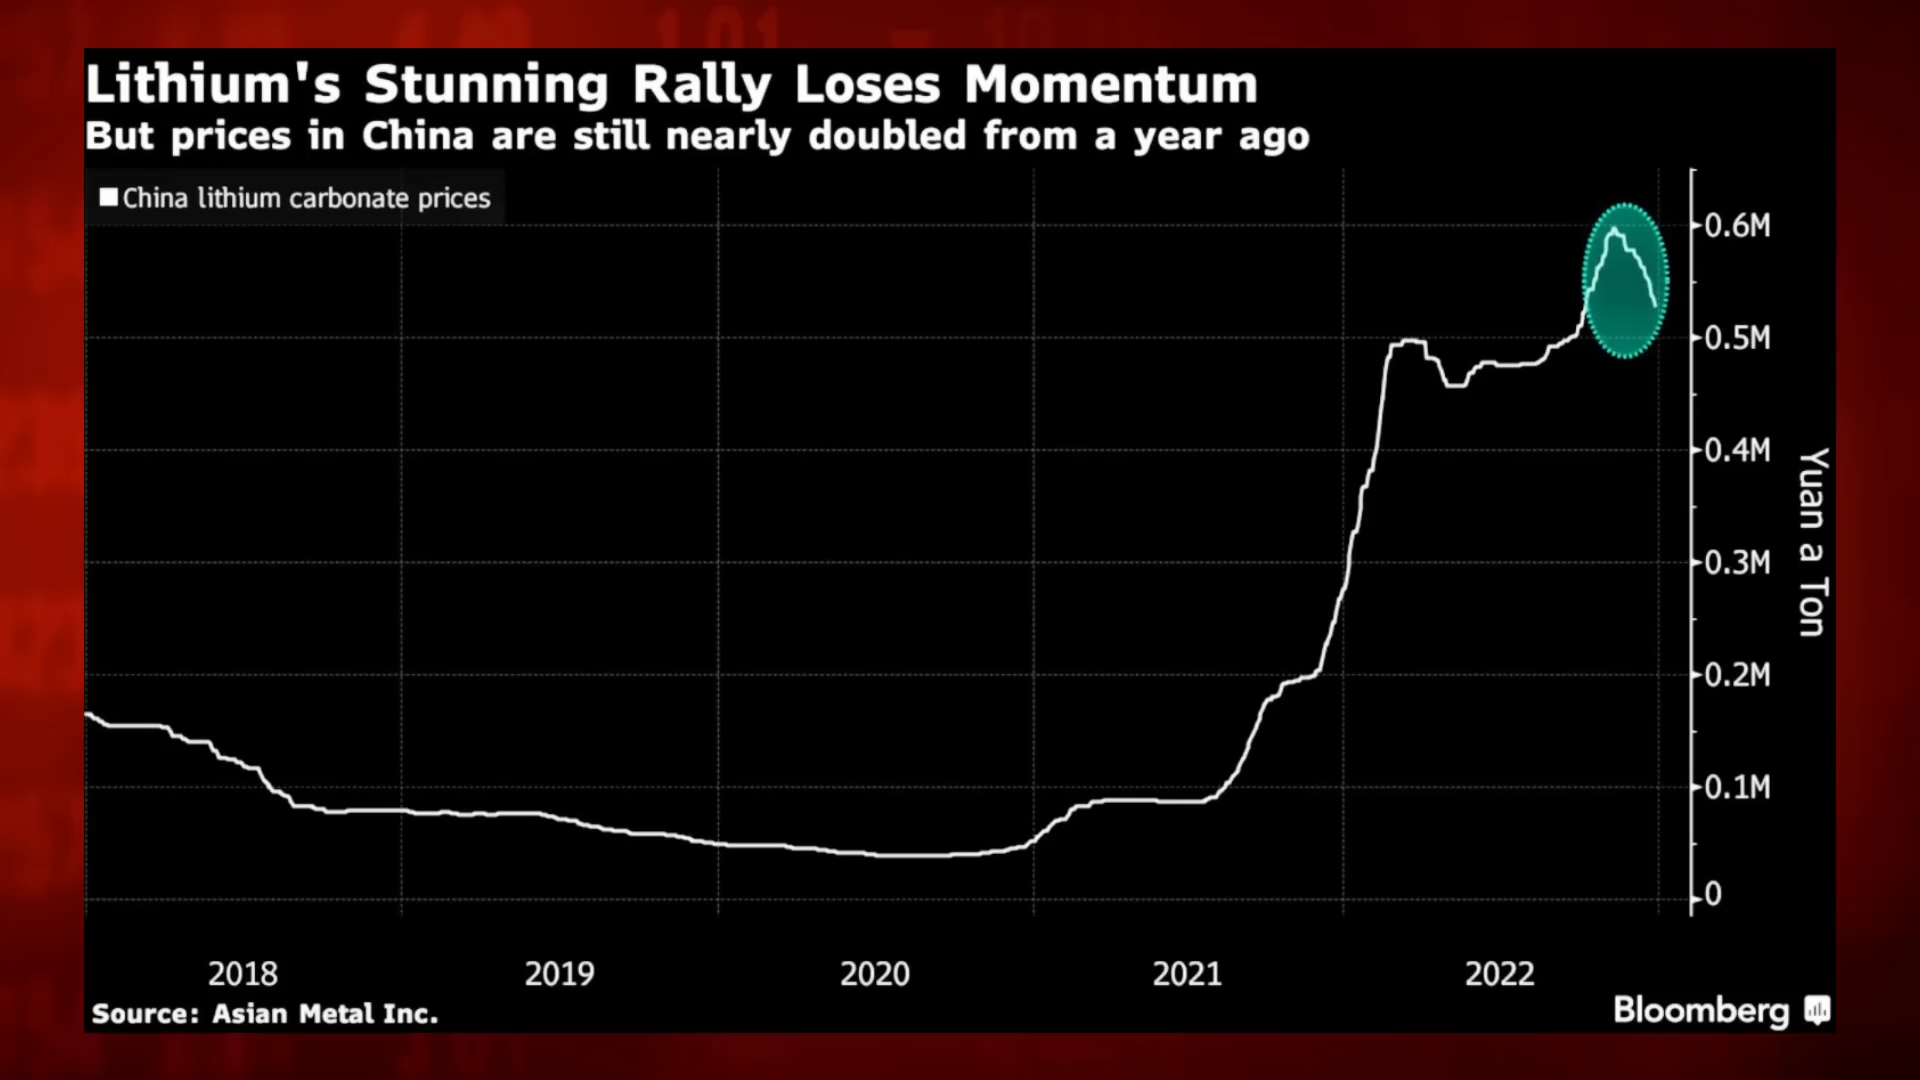 Lithium's Stunning Rally Loses Momentum
But prices in China are still nearly doubled from a year ago
China lithium carbonate prices
0.6M
0.5M
0.4M
0.3M
0.2M
0.1M
0
Yuan a Ton
2018 2019 2020 2021 2022
Source: Asian Metal Inc.
Bloomberg